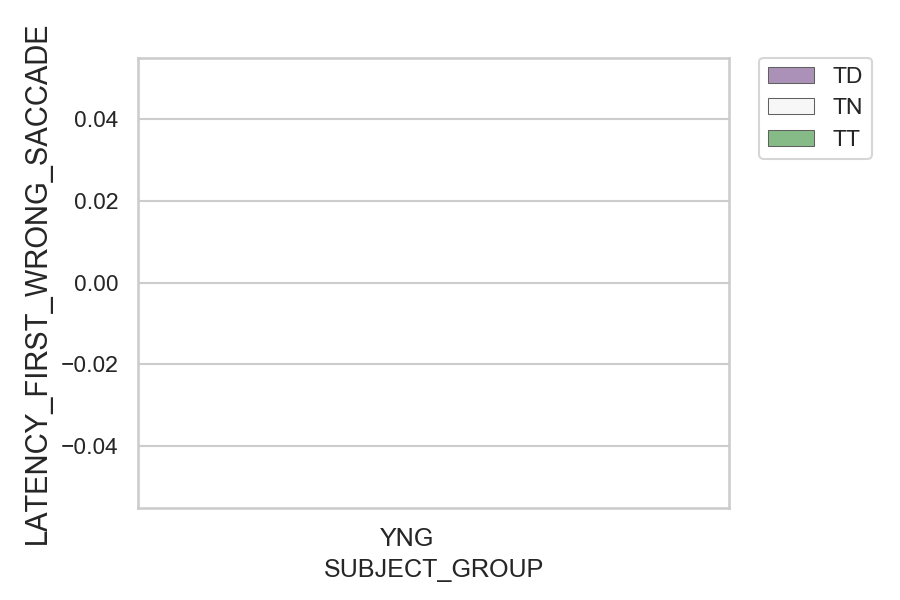 LATENCY_FIRST_WRONG_SACCADE
0.04
0.02
0.00
−0.02
−0.04
YNG
SUBJECT_GROUP
TD
TN
TT